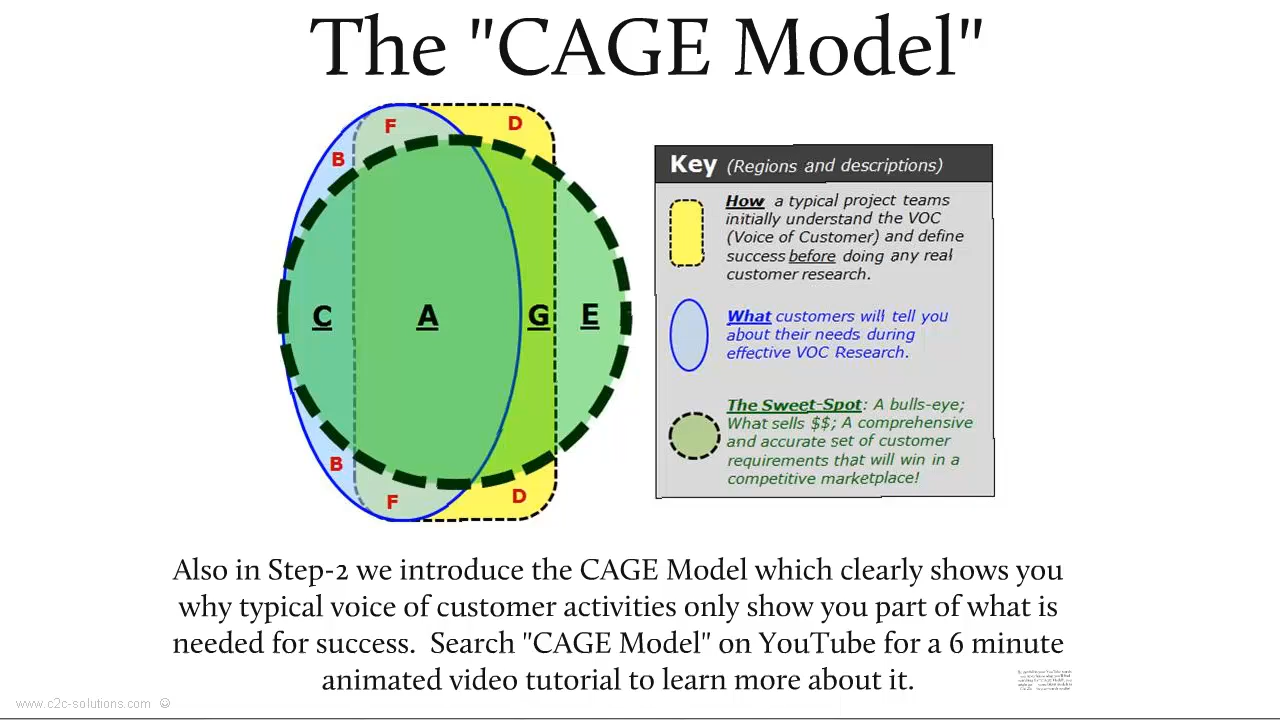 The "CAGE Model"
F
D
B
C
A
G
E
B
F
D
Key (Regions and descriptions)
How a typical project teams
initially understand the VOC
(Voice of Customer) and define
success before doing any real
customer research.
What customers will tell you
about their needs during
effective VOC Research.
The Sweet-Spot: A bulls-eye;
What sells $$; A comprehensive
and accurate set of customer
requirements that will win in a
competitive marketplace!
Also in Step-2 we introduce the CAGE Model which clearly shows you
why typical voice of customer activities only show you part of what is
needed for success. Search "CAGE Model" on YouTube for a 6 minute
animated video tutorial to learn more about it.
www.c2c-solutions.com ©